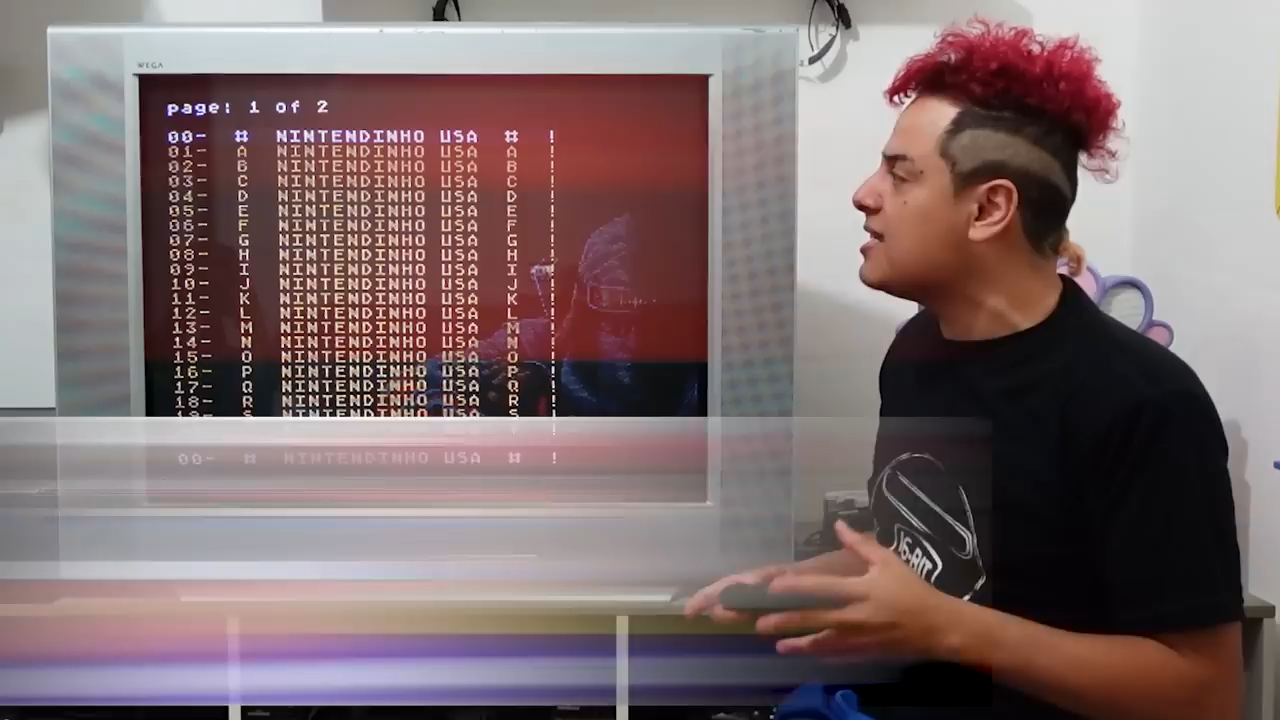 WEGA
page: 1 of 2
00- # NINTENDINHO USA # !
01- A NINTENDINHO USA A !
02- B NINTENDINHO USA B !
03- C NINTENDINHO USA C !
04- D NINTENDINHO USA D !
05- E NINTENDINHO USA E !
06- F NINTENDINHO USA F !
07- G NINTENDINHO USA G !
08- H NINTENDINHO USA H !
09- I NINTENDINHO USA I !
10- J NINTENDINHO USA J !
11- K NINTENDINHO USA K !
12- L NINTENDINHO USA L !
13- M NINTENDINHO USA M !
14- N NINTENDINHO USA N !
15- O NINTENDINHO USA O !
16- P NINTENDINHO USA P !
17- Q NINTENDINHO USA Q !
18- R NINTENDINHO USA R !
19- S NINTENDINHO USA S !
00- # NINTENDINHO USA # !
16-BIT